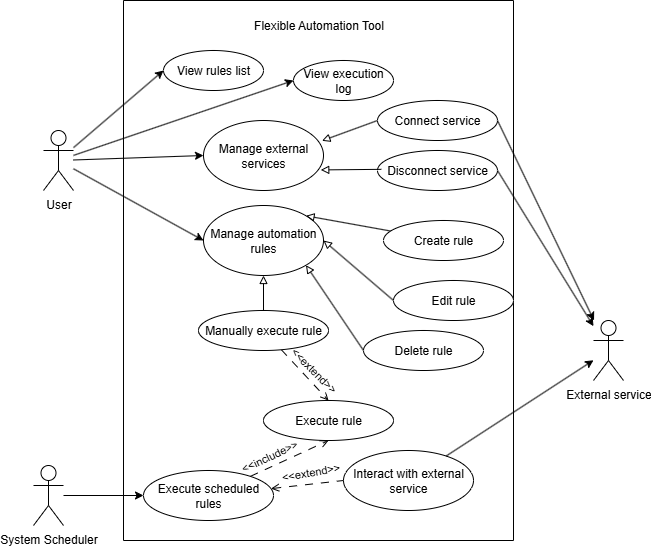 Flexible Automation Tool
View rules list
View execution
log
Connect service
Manage external
services
Disconnect service
User
Manage automation
rules
Create rule
Edit rule
Manually execute rule
Delete rule
<<extend>>
External service
Execute rule
<<include>>
<<extend>>
Interact with external
service
Execute scheduled
rules
System Scheduler